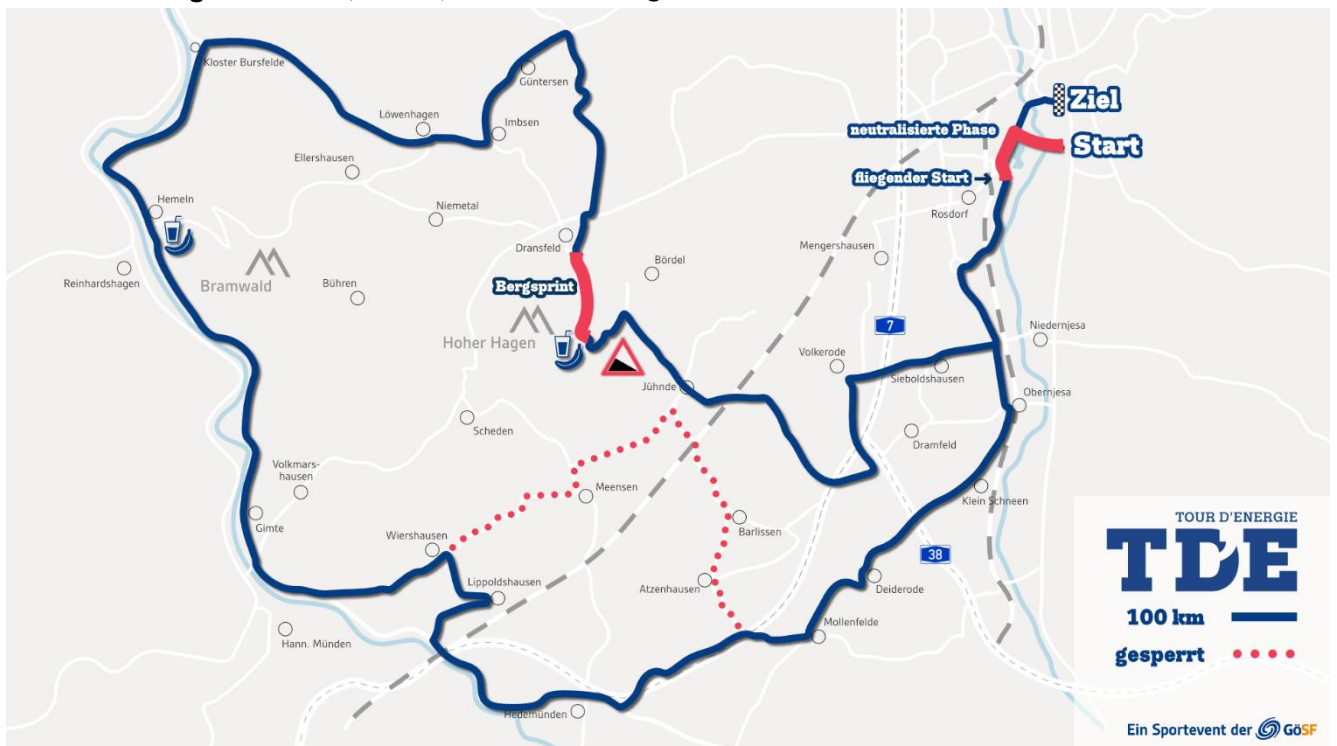 Kloster Bursfelde
Güntersen
Löwenhagen
Imbsen
Ellershausen
Hemeln
Niemetal
Dransfeld
Bördel
Reinhardshagen
Bramwald
Bühren
Bergsprint
Hoher Hagen
Jühnde
Scheden
Volkmars-
hausen
Gimte
Meensen
Wiershausen
Barlissen
Lippoldshausen
Atzenhausen
Hann. Münden
Hedemünden
Mollenfelde
Deiderode
Klein Schneen
Dramfeld
Obernjesa
Niedernjesa
Sieboldshausen
Volkerode
7
38
Mengershausen
Rosdorf
Ziel
neutralisierte Phase
Start
fliegender Start
TOUR D'ENERGIE
TDE
100 km
gesperrt
Ein Sportevent der GöSF